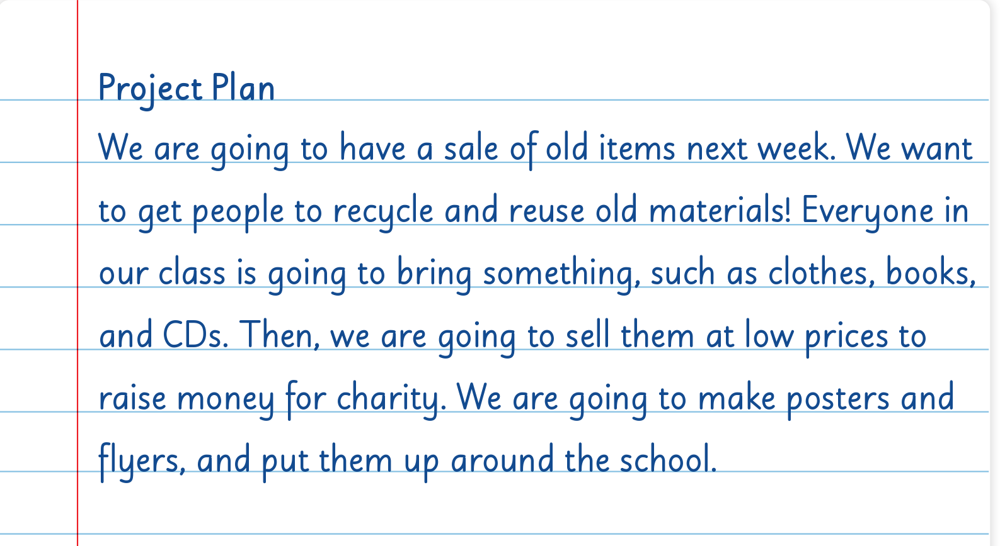 Project Plan
We are going to have a sale of old items next week. We want
to get people to recycle and reuse old materials! Everyone in
our class is going to bring something, such as clothes, books,
and CDs. Then, we are going to sell them at low prices to
raise money for charity. We are going to make posters and
flyers, and put them up around the school.